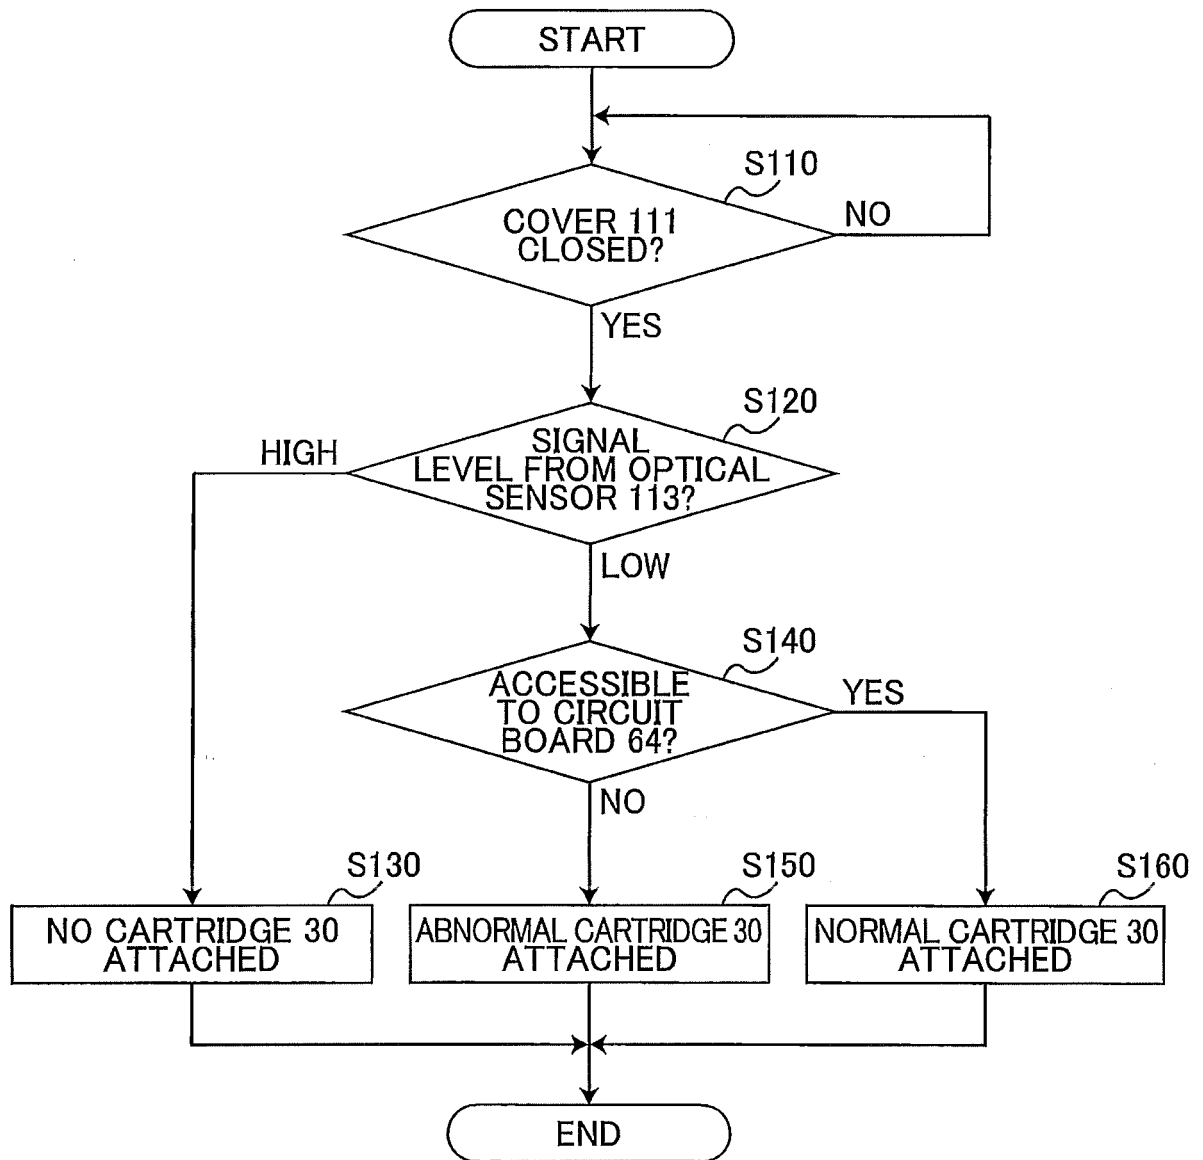 START
S110
COVER 111
CLOSED?
NO
YES
S120
HIGH
SIGNAL
LEVEL FROM OPTICAL
SENSOR 113?
LOW
S140
ACCESSIBLE
TO CIRCUIT
BOARD 64?
YES
NO
S130
S150
S160
NO CARTRIDGE 30
ATTACHED
ABNORMAL CARTRIDGE 30
ATTACHED
NORMAL CARTRIDGE 30
ATTACHED
END